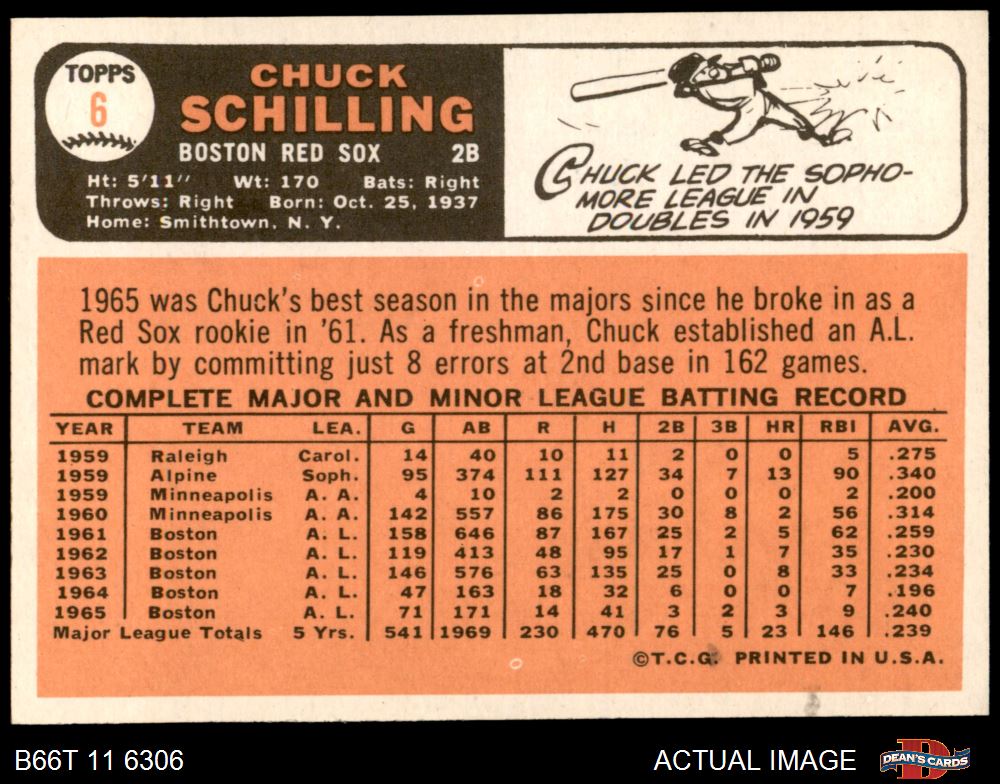 TOPPS
6
CHUCK
SCHILLING
BOSTON RED SOX 2B
Ht: 5'11" Wt: 170 Bats: Right
Throws: Right Born: Oct. 25, 1937
Home: Smithtown, N. Y.
CHUCK LED THE SOPHO-
MORE LEAGUE IN
DOUBLES IN 1959
1965 was Chuck's best season in the majors since he broke in as a
Red Sox rookie in '61. As a freshman, Chuck established an A.L.
mark by committing just 8 errors at 2nd base in 162 games.
COMPLETE MAJOR AND MINOR LEAGUE BATTING RECORD
YEAR TEAM LEA. G AB R H 2B 3B HR RBI AVG.
1959 Raleigh Carol. 14 40 10 11 2 0 0 5 .275
1959 Alpine Soph. 95 374 111 127 34 7 13 90 .340
1959 Minneapolis A. A. 4 10 2 2 0 0 0 2 .200
1960 Minneapolis A. A. 142 557 86 175 30 8 2 56 .314
1961 Boston A. L. 158 646 87 167 25 2 5 62 .259
1962 Boston A. L. 119 413 48 95 17 1 7 35 .230
1963 Boston A. L. 146 576 63 135 25 0 8 33 .234
1964 Boston A. L. 47 163 18 32 6 0 0 7 .196
1965 Boston A. L. 71 171 14 41 3 2 3 9 .240
Major League Totals 5 Yrs. 541 1969 230 470 76 5 23 146 .239
©T.C.G. PRINTED IN U.S.A.
B66T 11 6306
ACTUAL IMAGE
DEAN'S CARDS